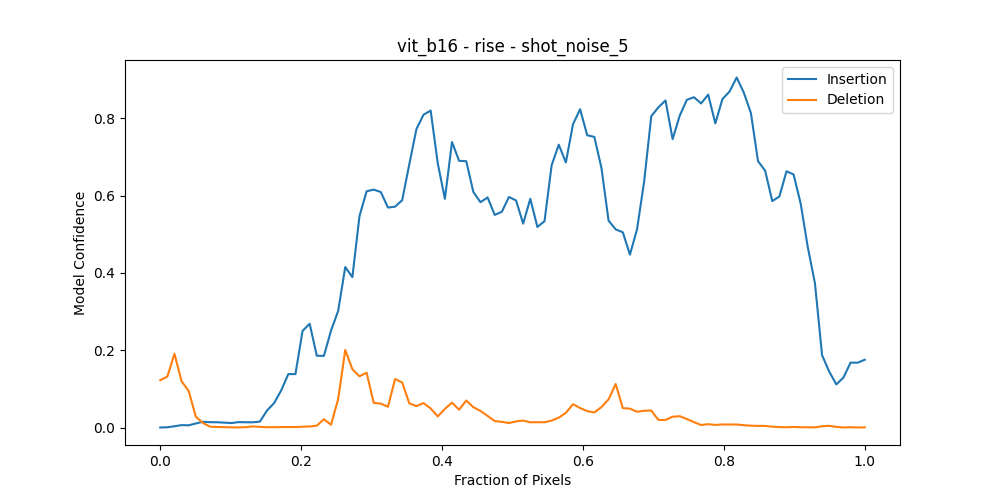 vit_b16 - rise - shot_noise_5
Insertion
Deletion
Model Confidence
0.8
0.6
0.4
0.2
0.0
0.0 0.2 0.4 0.6 0.8 1.0
Fraction of Pixels